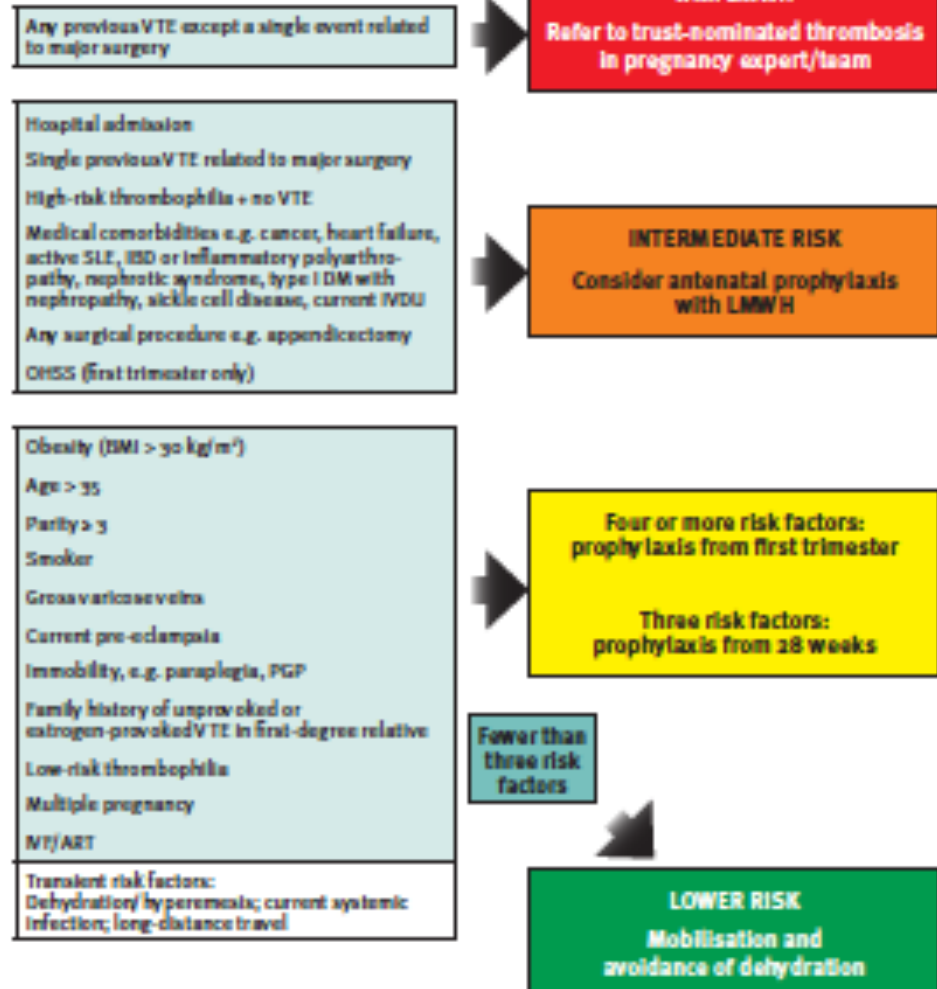 Any previous VTE except a single event related
to major surgery
Refer to trust-nominated thrombosis
in pregnancy expert/team
Hospital admission
Single previous VTE related to major surgery
High-risk thrombophilia + no VTE
Medical comorbidities e.g. cancer, heart failure,
active SLE, IBD or inflammatory polyarthro-
pathy, nephrotic syndrome, type I DM with
nephropathy, sickle cell disease, current IVDU
Any surgical procedure e.g. appendicectomy
OHSS (first trimester only)
INTERMEDIATE RISK
Consider antenatal prophylaxis
with LMWH
Obesity (BMI > 30 kg/m²)
Age > 35
Parity ≥ 3
Smoker
Gross varicose veins
Current pre-eclampsia
Immobility, e.g. paraplegia, PGP
Family history of unprovoked or
estrogen-provoked VTE in first-degree relative
Low-risk thrombophilia
Multiple pregnancy
IVF/ART
Transient risk factors:
Dehydration/hyperemesis; current systemic
infection; long-distance travel
Four or more risk factors:
prophylaxis from first trimester
Three risk factors:
prophylaxis from 28 weeks
Fewer than
three risk
factors
LOWER RISK
Mobilisation and
avoidance of dehydration